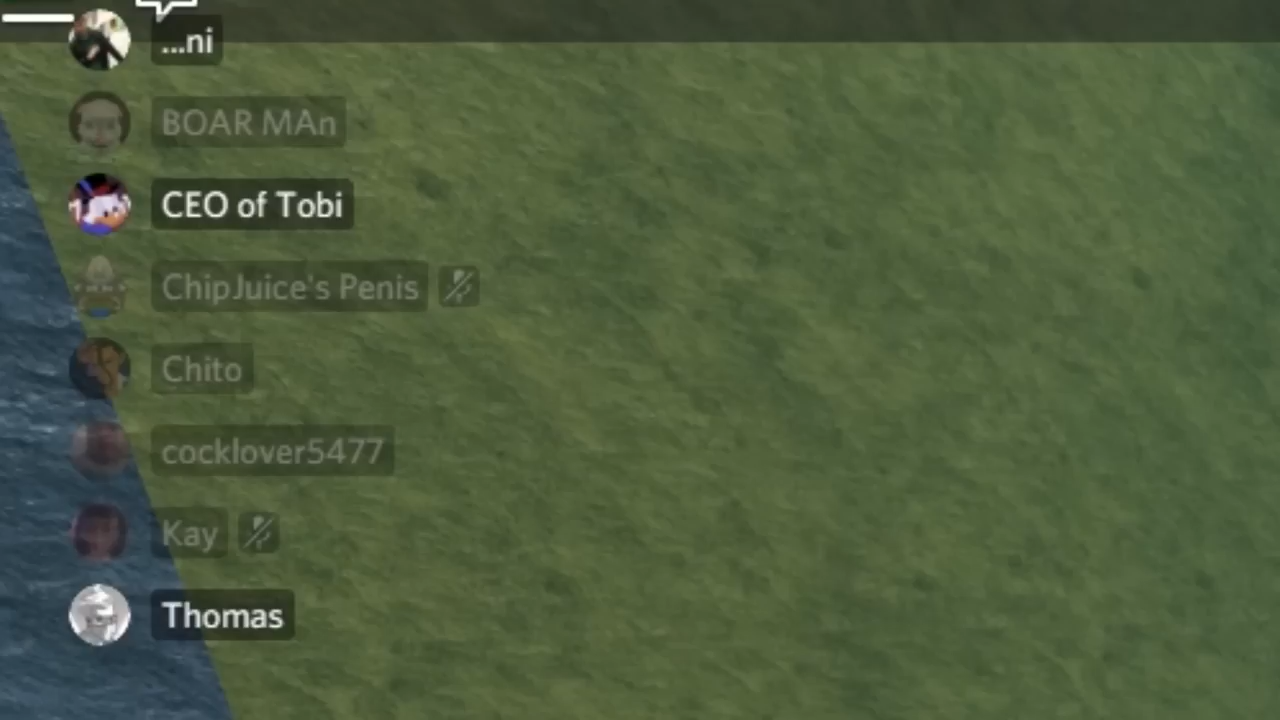 ...ni
BOAR MAn
CEO of Tobi
ChipJuice's Penis
Chito
cocklover5477
Kay
Thomas